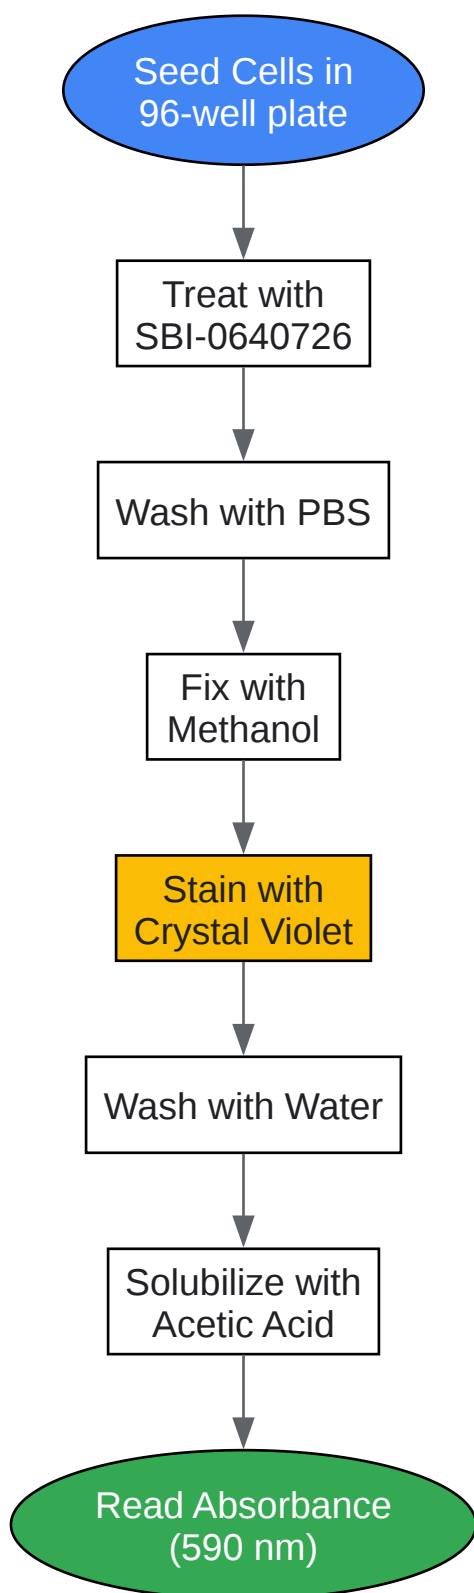 Seed Cells in
96-well plate
Treat with
SBI-0640726
Wash with PBS
Fix with
Methanol
Stain with
Crystal Violet
Wash with Water
Solubilize with
Acetic Acid
Read Absorbance
(590 nm)